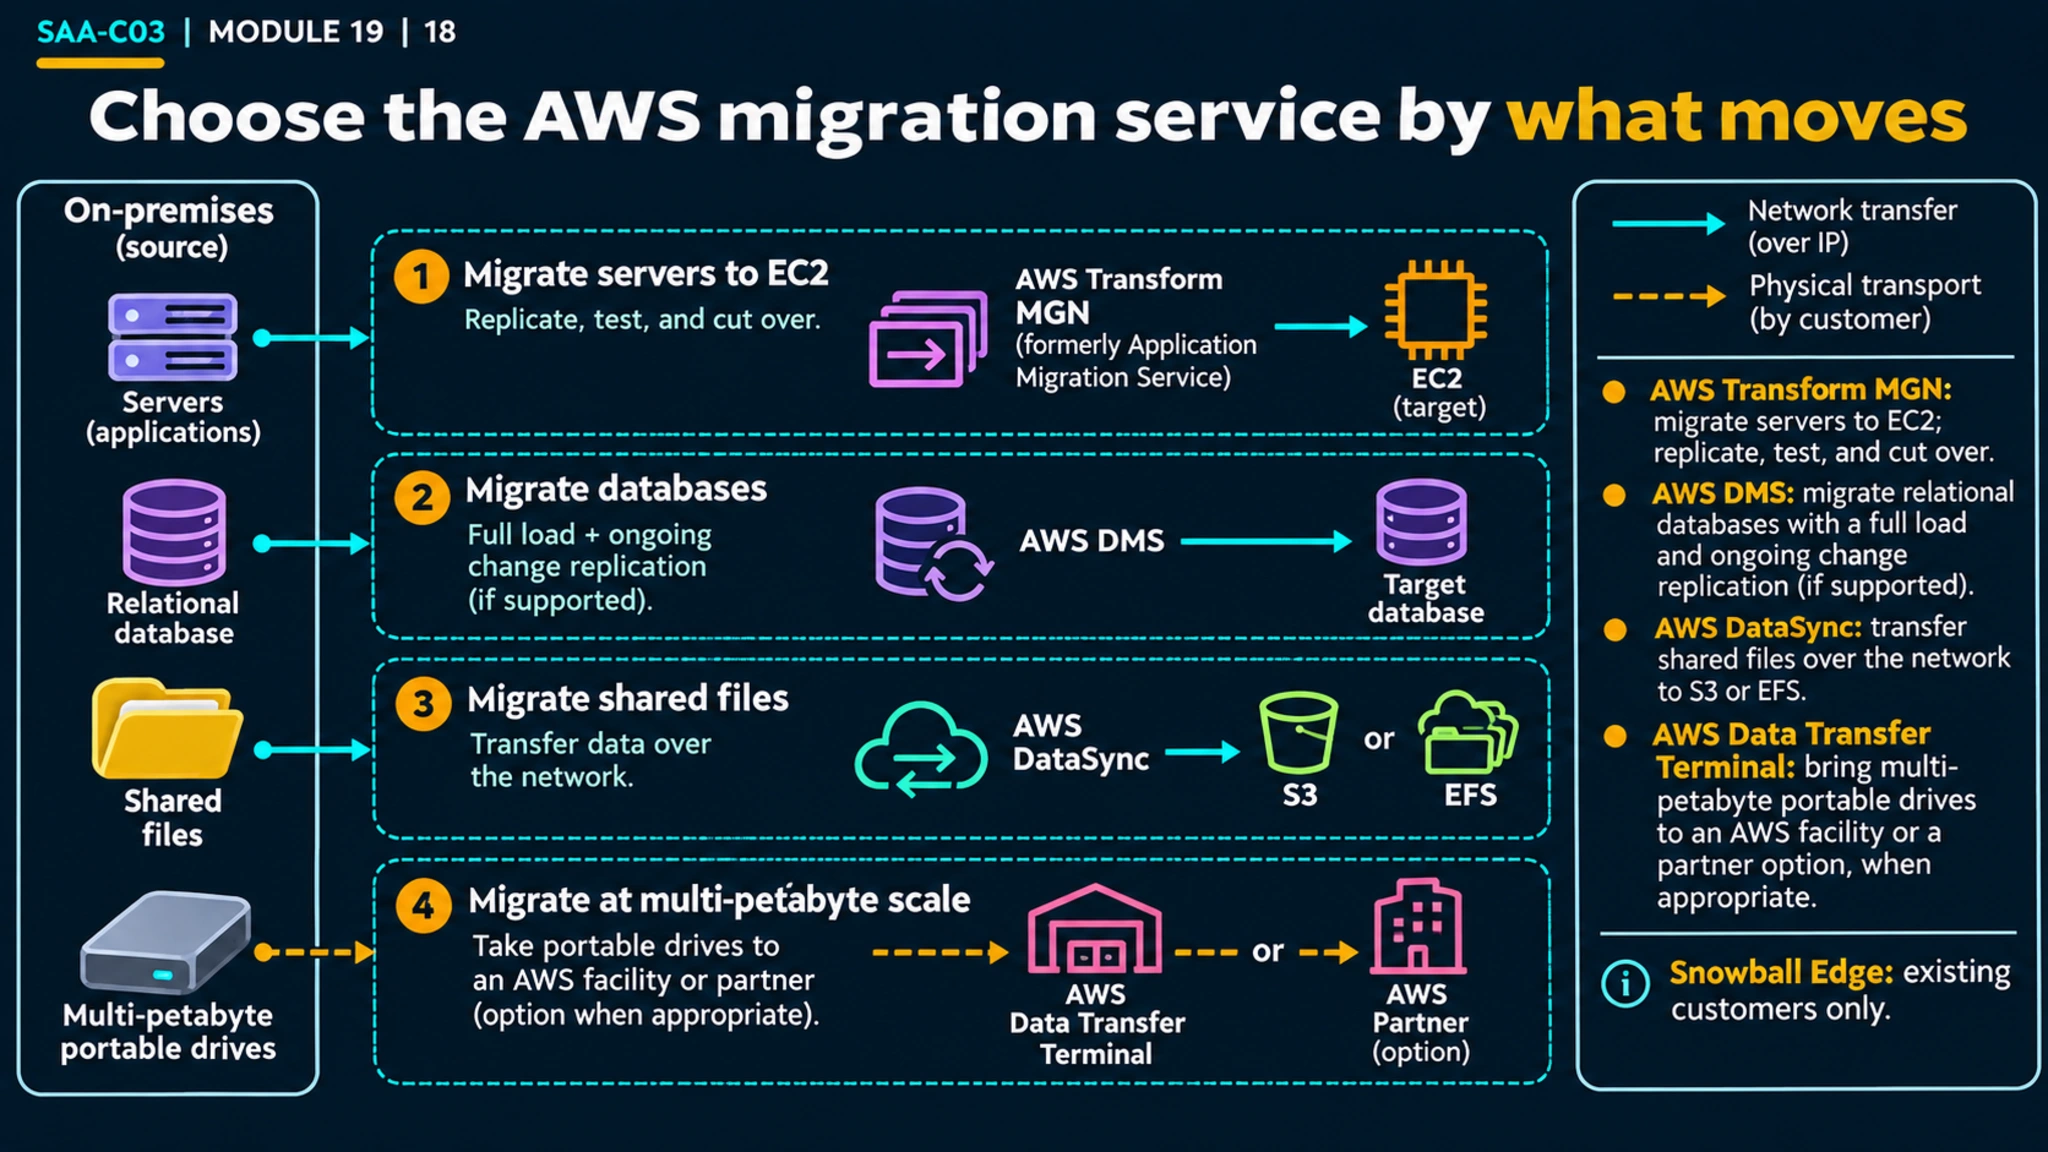 SAA-C03 | MODULE 19 | 18
Choose the AWS migration service by what moves
On-premises
(source)
Servers
(applications)
Relational
database
Shared
files
Multi-petabyte
portable drives
1 Migrate servers to EC2
Replicate, test, and cut over.
AWS Transform
MGN
(formerly Application
Migration Service)
EC2
(target)
2 Migrate databases
Full load + ongoing
change replication
(if supported).
AWS DMS
Target
database
3 Migrate shared files
Transfer data over
the network.
AWS
DataSync
S3
or
EFS
4 Migrate at multi-petabyte scale
Take portable drives to
an AWS facility or partner
(option when appropriate).
AWS
Data Transfer
Terminal
or
AWS
Partner
(option)
Network transfer
(over IP)
Physical transport
(by customer)
AWS Transform MGN:
migrate servers to EC2;
replicate, test, and cut over.
AWS DMS: migrate relational
databases with a full load
and ongoing change
replication (if supported).
AWS DataSync: transfer
shared files over the network
to S3 or EFS.
AWS Data Transfer
Terminal: bring multi-
petabyte portable drives
to an AWS facility or a
partner option, when
appropriate.
i Snowball Edge: existing
customers only.